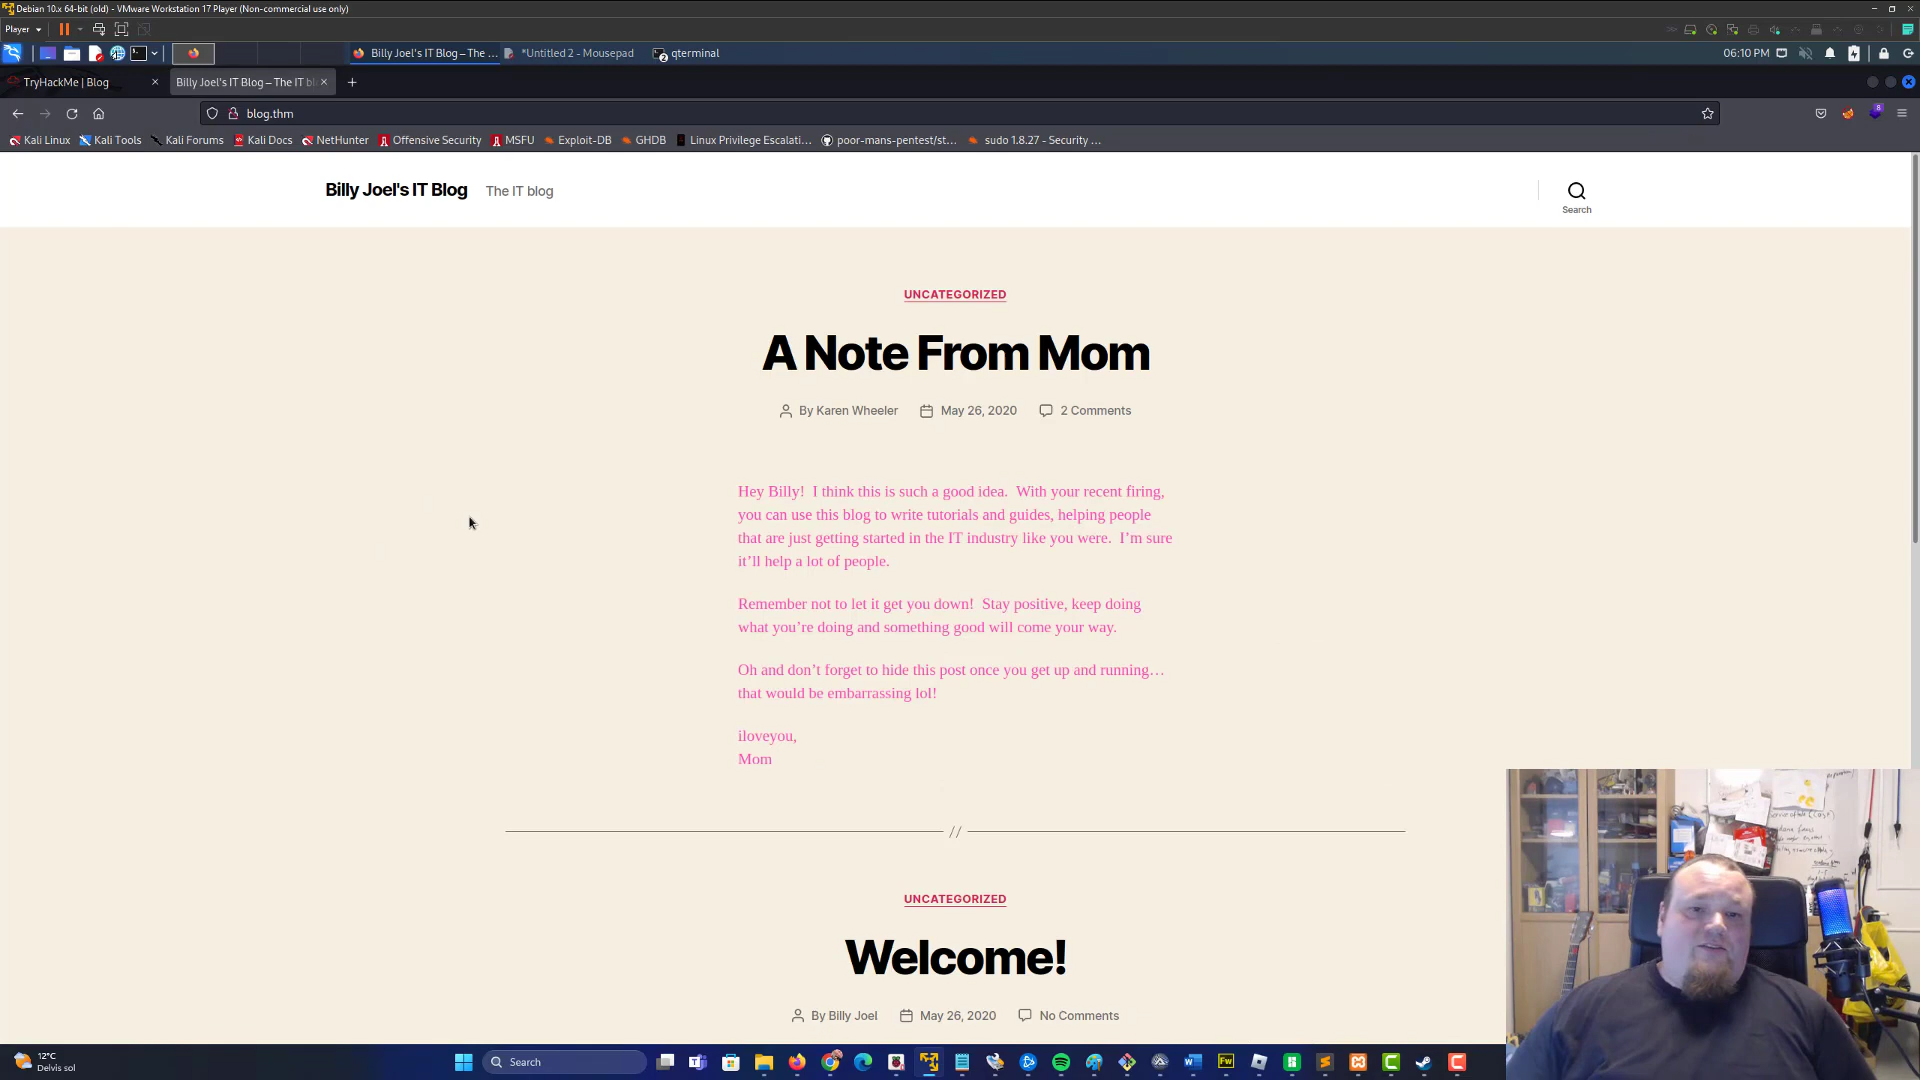 Debian 10.x 64-bit (old) - VMware Workstation 17 Player (Non-commercial use only)
Player
Billy Joel's IT Blog – The ...
*Untitled 2 - Mousepad
qterminal
06:10 PM
TryHackMe | Blog
Billy Joel's IT Blog – The IT bl
blog.thm
Kali Linux
Kali Tools
Kali Forums
Kali Docs
NetHunter
Offensive Security
MSFU
Exploit-DB
GHDB
Linux Privilege Escalati...
poor-mans-pentest/st...
sudo 1.8.27 - Security ...
Billy Joel's IT Blog
The IT blog
Search
UNCATEGORIZED
A Note From Mom
By Karen Wheeler
May 26, 2020
2 Comments
Hey Billy!  I think this is such a good idea.  With your recent firing,
you can use this blog to write tutorials and guides, helping people
that are just getting started in the IT industry like you were.  I’m sure
it’ll help a lot of people.
Remember not to let it get you down!  Stay positive, keep doing
what you’re doing and something good will come your way.
Oh and don’t forget to hide this post once you get up and running…
that would be embarrassing lol!
iloveyou,
Mom
//
UNCATEGORIZED
Welcome!
By Billy Joel
May 26, 2020
No Comments
12°C
Delvis sol
Search